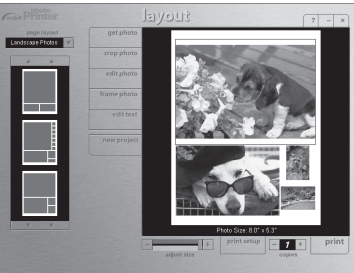 photo
Printer
layout
? – ×
page layout
Landscape Photos
get photo
crop photo
edit photo
frame photo
edit text
new project
Photo Size: 8.0" x 5.3"
adjust size
print setup
– 1 +
copies
print